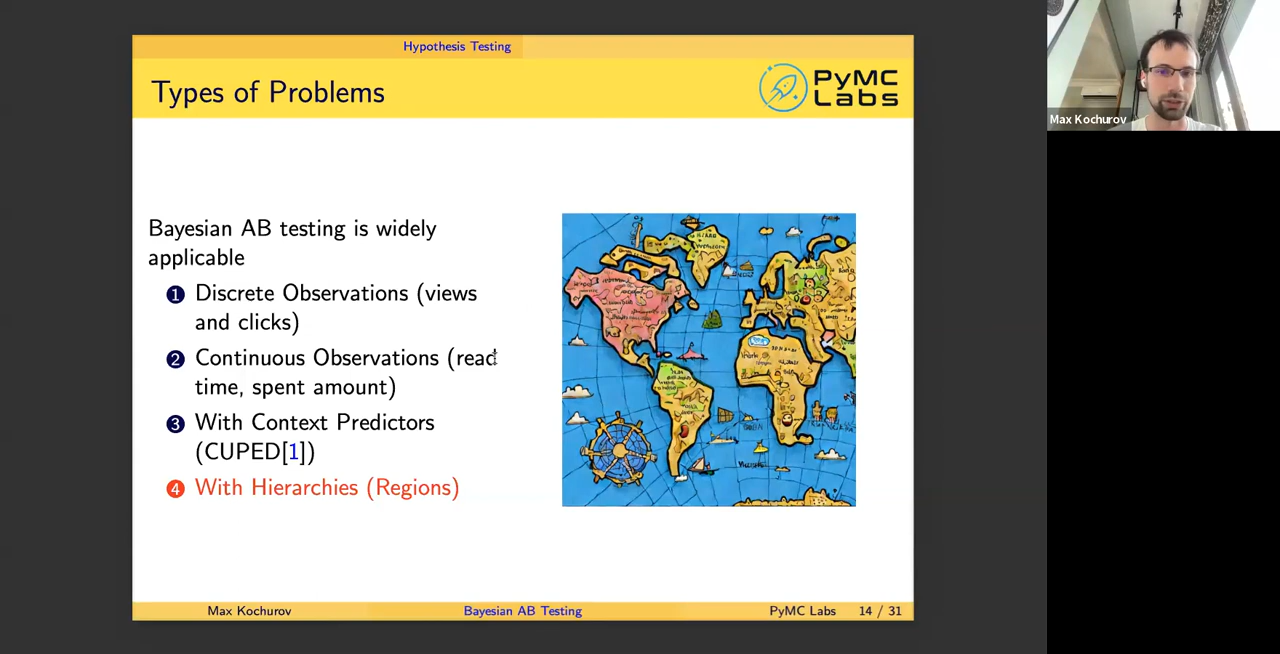 Hypothesis Testing
Types of Problems
PyMC
Labs
Max Kochurov
Bayesian AB testing is widely
applicable
1 Discrete Observations (views
and clicks)
2 Continuous Observations (read
time, spent amount)
3 With Context Predictors
(CUPED[1])
4 With Hierarchies (Regions)
Max Kochurov
Bayesian AB Testing
PyMC Labs
14 / 31